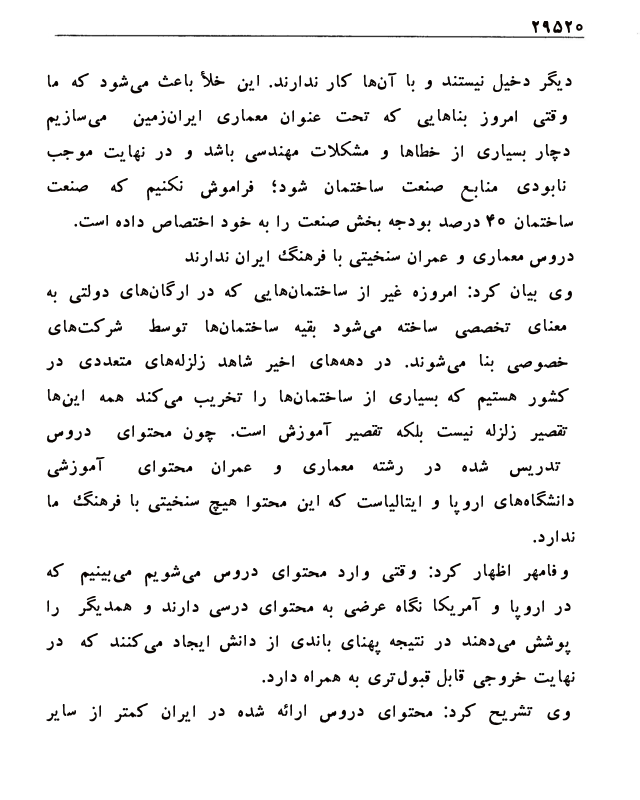 ۲۹۵۲۰
دیگر دخیل نیستند و با آن‌ها کار ندارند. این خلأ باعث می‌شود که ما
وقتی امروز بناهایی که تحت عنوان معماری ایران‌زمین می‌سازیم
دچار بسیاری از خطاها و مشکلات مهندسی باشد و در نهایت موجب
نابودی منابع صنعت ساختمان شود؛ فراموش نکنیم که صنعت
ساختمان ۴۰ درصد بودجه بخش صنعت را به خود اختصاص داده است.
دروس معماری و عمران سنخیتی با فرهنگ ایران ندارند
وی بیان کرد: امروزه غیر از ساختمان‌هایی که در ارگان‌های دولتی به
معنای تخصصی ساخته می‌شود بقیه ساختمان‌ها توسط شرکت‌های
خصوصی بنا می‌شوند. در دهه‌های اخیر شاهد زلزله‌های متعددی در
کشور هستیم که بسیاری از ساختمان‌ها را تخریب می‌کند همه این‌ها
تقصیر زلزله نیست بلکه تقصیر آموزش است. چون محتوای دروس
تدریس شده در رشته معماری و عمران محتوای آموزشی
دانشگاه‌های اروپا و ایتالیاست که این محتوا هیچ سنخیتی با فرهنگ ما
ندارد.
وفامهر اظهار کرد: وقتی وارد محتوای دروس می‌شویم می‌بینیم که
در اروپا و آمریکا نگاه عرضی به محتوای درسی دارند و همدیگر را
پوشش می‌دهند در نتیجه پهنای باندی از دانش ایجاد می‌کنند که در
نهایت خروجی قابل قبول‌تری به همراه دارد.
وی تشریح کرد: محتوای دروس ارائه شده در ایران کمتر از سایر